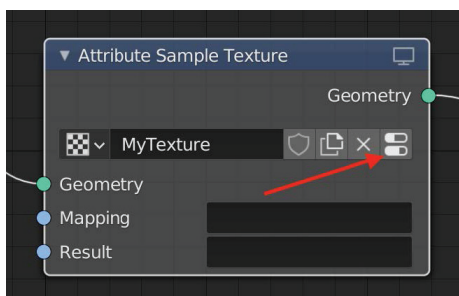 Attribute Sample Texture
Geometry
MyTexture
Geometry
Mapping
Result